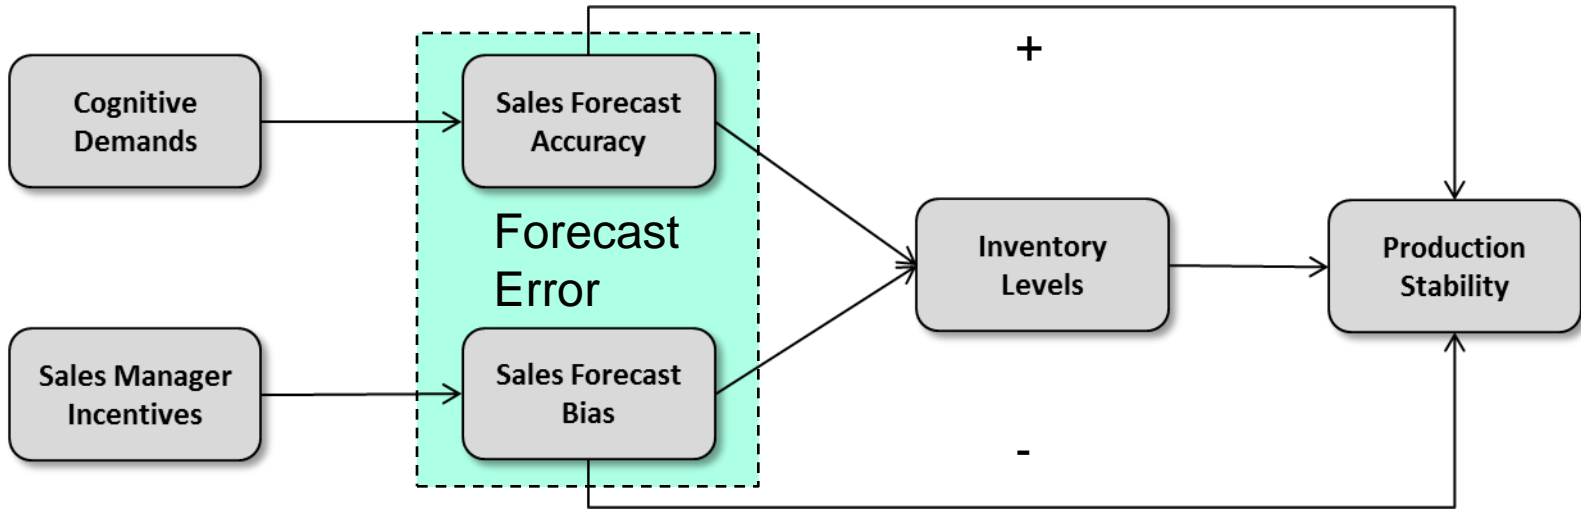 Cognitive
Demands
Sales Forecast
Accuracy
+
Forecast
Error
Inventory
Levels
Production
Stability
Sales Manager
Incentives
Sales Forecast
Bias
-